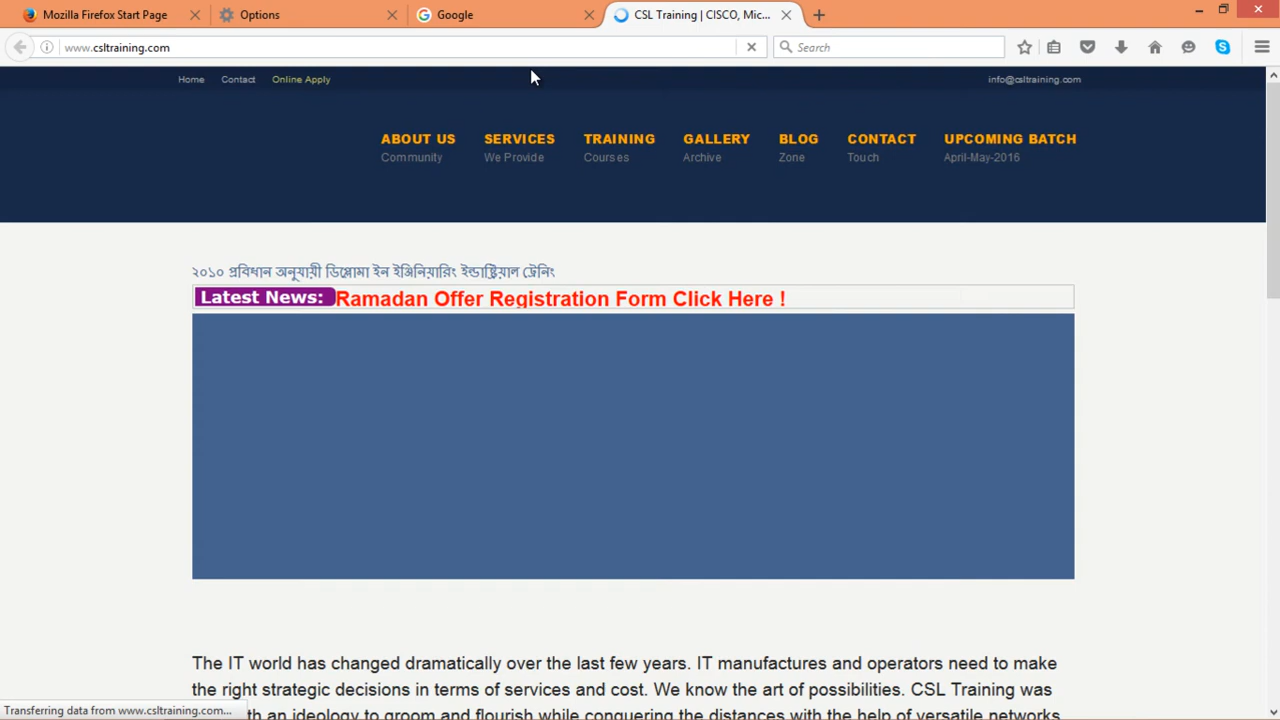 Mozilla Firefox Start Page
Options
Google
CSL Training | CISCO, Mic...
www.csltraining.com
Search
Home Contact Online Apply
info@csltraining.com
ABOUT US SERVICES TRAINING GALLERY BLOG CONTACT UPCOMING BATCH
Community We Provide Courses Archive Zone Touch April-May-2016
২০১০ প্রবিধান অনুযায়ী ডিপ্লোমা ইন ইঞ্জিনিয়ারিং ইন্ডাষ্ট্রিয়াল ট্রেনিং
Latest News: Ramadan Offer Registration Form Click Here !
The IT world has changed dramatically over the last few years. IT manufactures and operators need to make
the right strategic decisions in terms of services and cost. We know the art of possibilities. CSL Training was
an ideology to groom and flourish while conquering the distances with the help of versatile networks
Transferring data from www.csltraining.com...